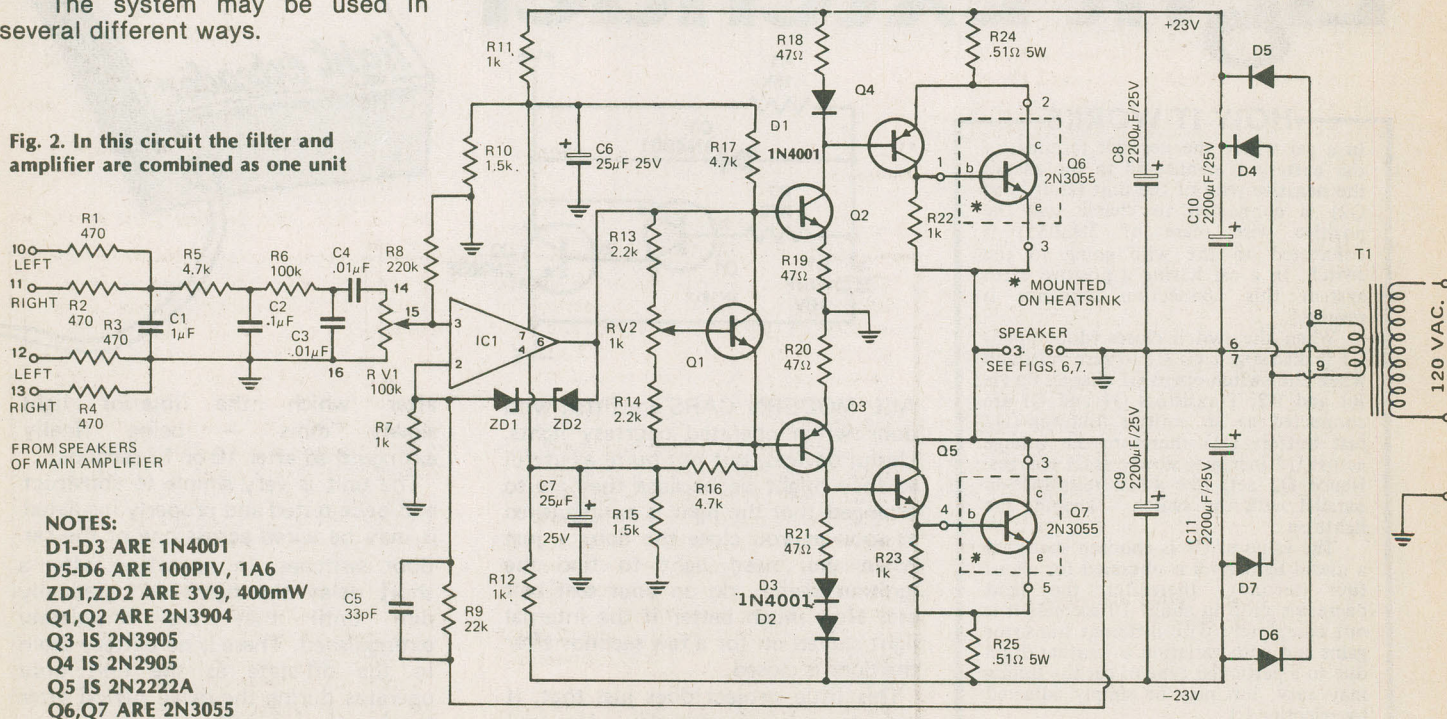 The system may be used in
several different ways.
Fig. 2. In this circuit the filter and
amplifier are combined as one unit
R1
470
10
LEFT
11
RIGHT
R2
470
R3
470
12
LEFT
13
RIGHT
R4
470
FROM SPEAKERS
OF MAIN AMPLIFIER
C1
1µF
R5
4.7k
R6
100k
C2
.1µF
C3
.01µF
C4
.01µF
14
15
16
R V1
100k
R8
220k
R7
1k
R11
1k
R10
1.5k
C6
25µF 25V
+
IC1
3
2
7
4
6
ZD1
ZD2
C7
25µF
25V
+
R12
1k
C5
33pF
R9
22k
R13
2.2k
RV2
1k
R14
2.2k
R15
1.5k
R16
4.7k
R17
4.7k
Q1
R18
47Ω
D1
1N4001
Q4
Q2
R19
47Ω
R20
47Ω
Q3
R21
47Ω
D3
1N4001
D2
R24
.51Ω 5W
2
c
Q6
2N3055
1
b
e
*
3
R22
1k
* MOUNTED
ON HEATSINK
SPEAKER
3
6
SEE FIGS. 6,7.
Q5
3
c
Q7
2N3055
4
b
e
*
5
R23
1k
R25
.51Ω 5W
+23V
C8
2200µF/25V
+
C10
2200µF/25V
+
C9
2200µF/25V
+
C11
2200µF/25V
+
–23V
D5
D4
D7
D6
6
7
8
9
T1
120 VAC.
NOTES:
D1-D3 ARE 1N4001
D5-D6 ARE 100PIV, 1A6
ZD1,ZD2 ARE 3V9, 400mW
Q1,Q2 ARE 2N3904
Q3 IS 2N3905
Q4 IS 2N2905
Q5 IS 2N2222A
Q6,Q7 ARE 2N3055